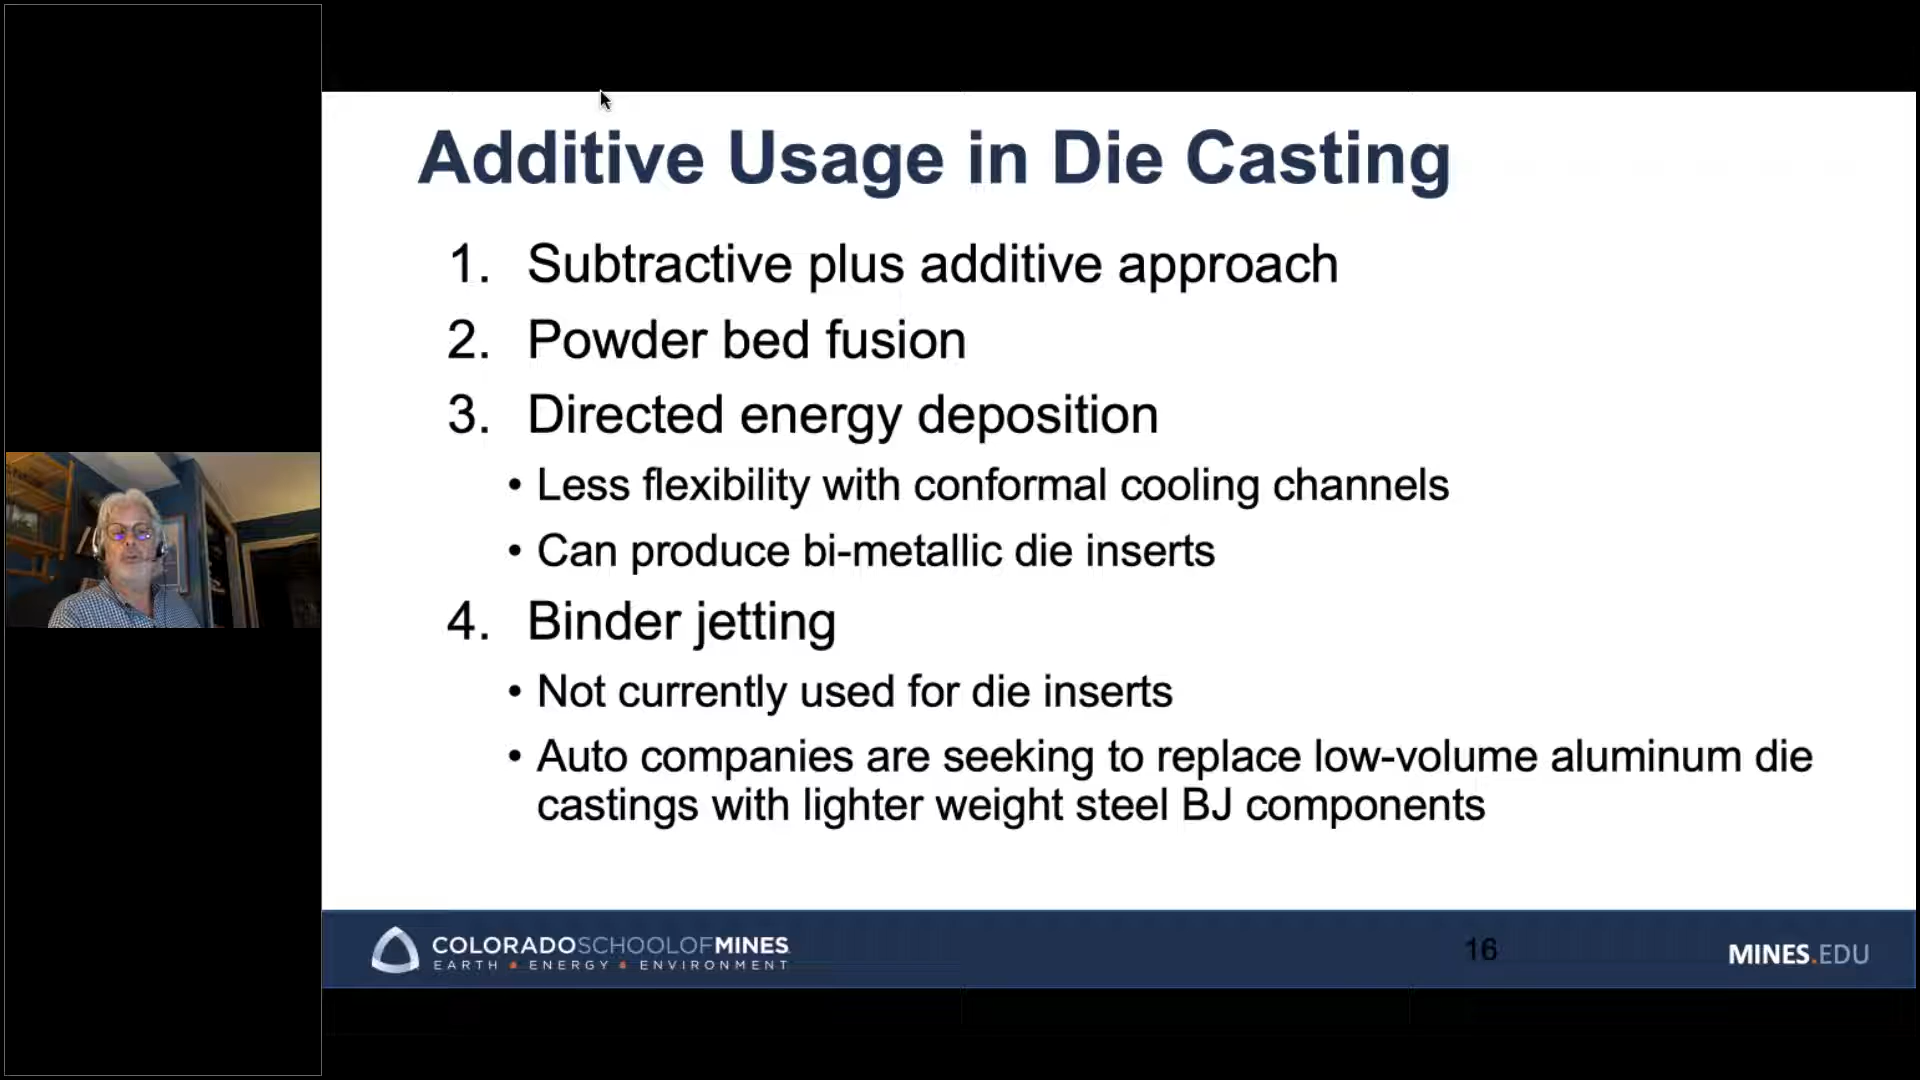 Additive Usage in Die Casting
1. Subtractive plus additive approach
2. Powder bed fusion
3. Directed energy deposition
• Less flexibility with conformal cooling channels
• Can produce bi-metallic die inserts
4. Binder jetting
• Not currently used for die inserts
• Auto companies are seeking to replace low-volume aluminum die
castings with lighter weight steel BJ components
COLORADOSCHOOLOFMINES
EARTH • ENERGY • ENVIRONMENT
16
MINES.EDU